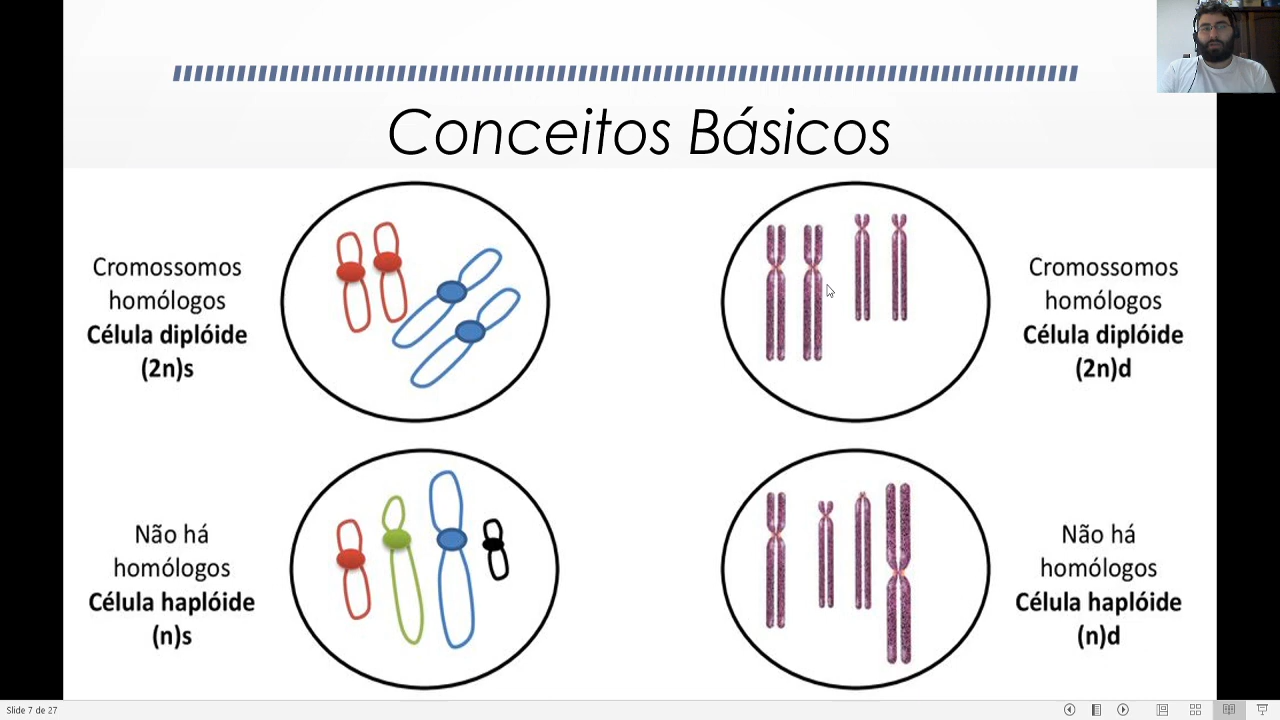 Conceitos Básicos
Cromossomos
homólogos
Célula diplóide
(2n)s
Cromossomos
homólogos
Célula diplóide
(2n)d
Não há
homólogos
Célula haplóide
(n)s
Não há
homólogos
Célula haplóide
(n)d
Slide 7 de 27